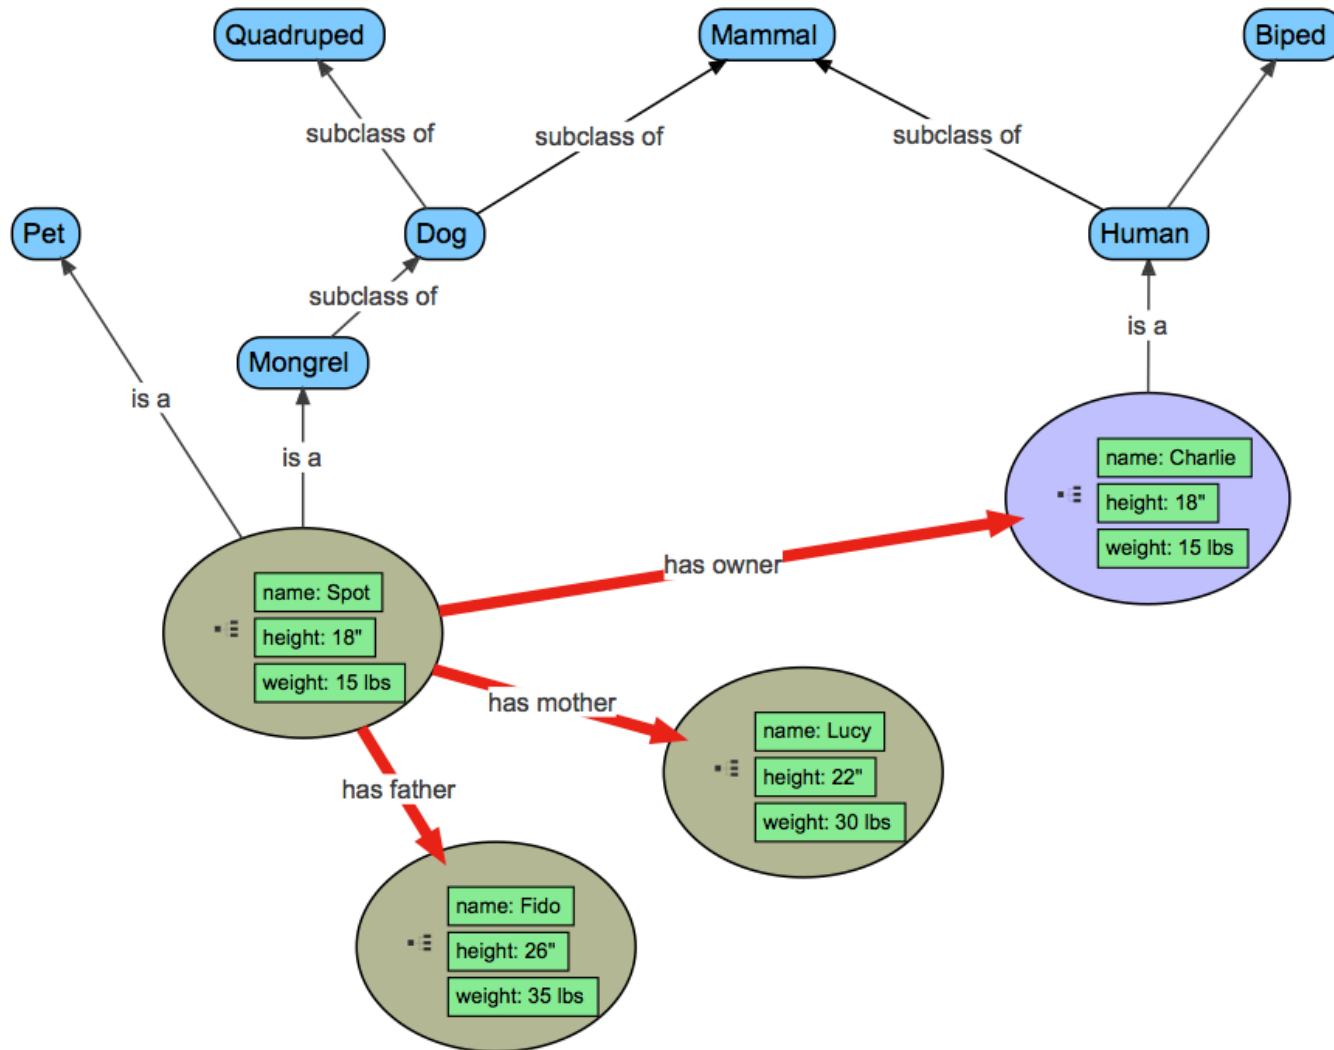 Quadruped
Mammal
Biped
subclass of
subclass of
subclass of
Pet
Dog
Human
subclass of
is a
Mongrel
is a
is a
name: Charlie
height: 18"
weight: 15 lbs
has owner
name: Spot
height: 18"
weight: 15 lbs
has mother
name: Lucy
height: 22"
weight: 30 lbs
has father
name: Fido
height: 26"
weight: 35 lbs